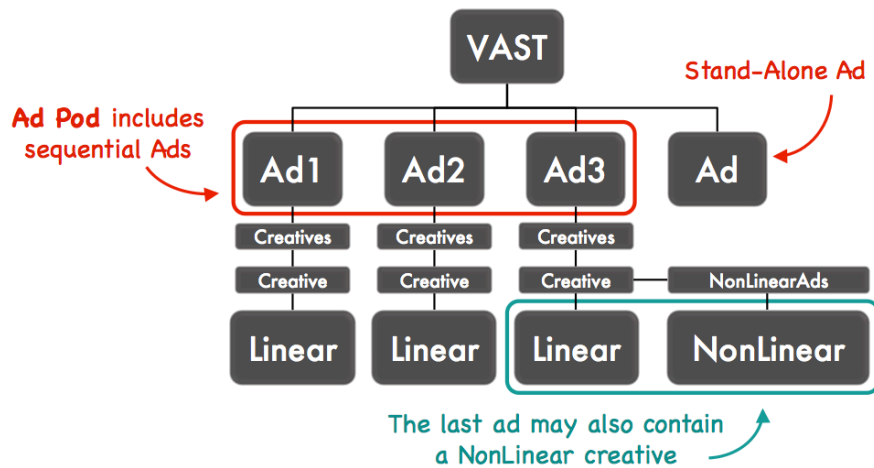 VAST
Stand-Alone Ad
Ad Pod includes
sequential Ads
Ad1
Ad2
Ad3
Ad
Creatives
Creatives
Creatives
Creative
Creative
Creative
NonLinearAds
Linear
Linear
Linear
NonLinear
The last ad may also contain
a NonLinear creative